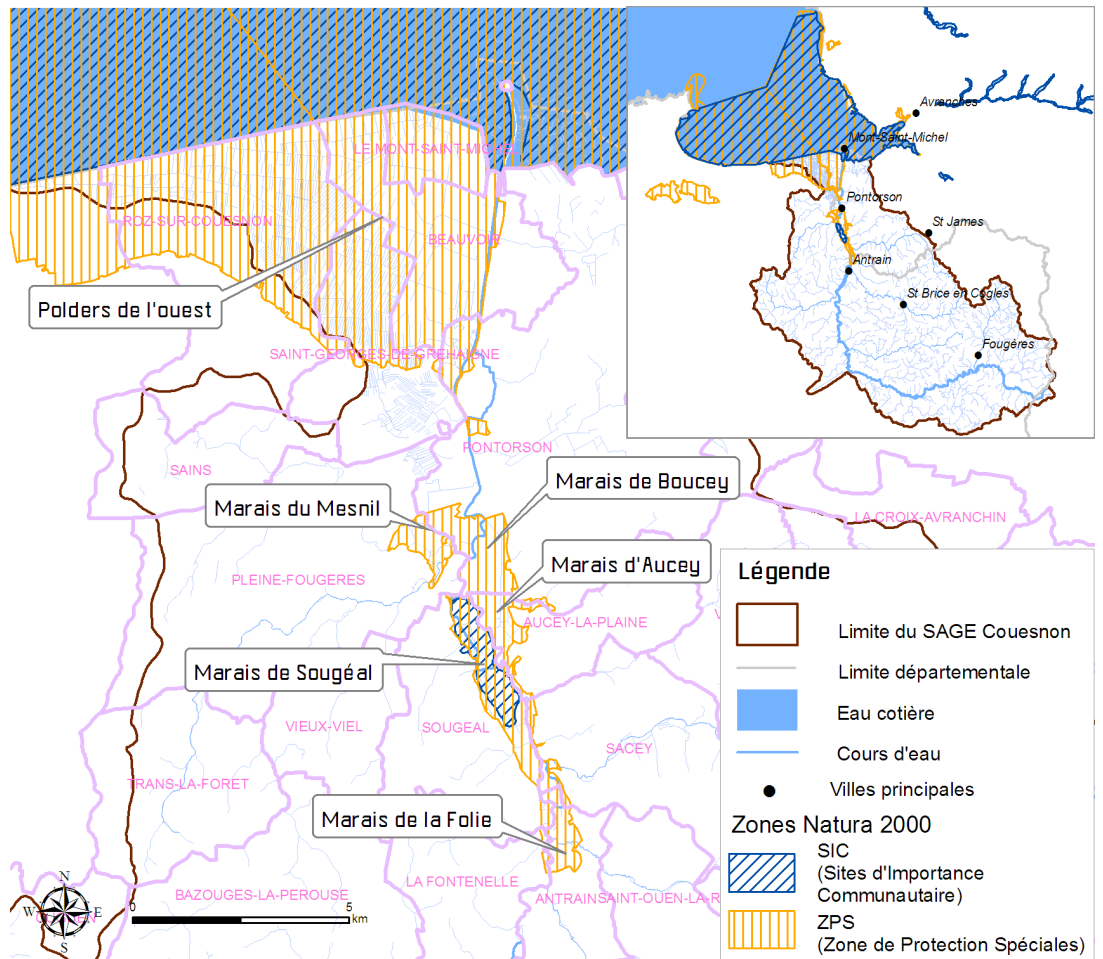 Avranches
Mont-Saint-Michel
Pontorson
St James
Antrain
St Brice en Cogles
Fougères
ROZ-SUR-COUESNON
BEAUVOIR
Polders de l'ouest
SAINT-GEORGES-DE-GREHAIGNE
PONTORSON
SAINS
Marais de Boucey
Marais du Mesnil
LA CROIX-AVRANCHIN
Marais d'Aucey
PLEINE-FOUGERES
AUCEY-LA-PLAINE
Marais de Sougéal
VIEUX-VIEL
SOUGEAL
SACEY
TRANS-LA-FORET
Marais de la Folie
LA FONTENELLE
BAZOUGES-LA-PEROUSE
ANTRAIN
SAINT-OUEN-LA-R
N
W
E
S
0
5
km
Légende
Limite du SAGE Couesnon
Limite départementale
Eau cotière
Cours d'eau
Villes principales
Zones Natura 2000
SIC
(Sites d'Importance
Communautaire)
ZPS
(Zone de Protection Spéciales)